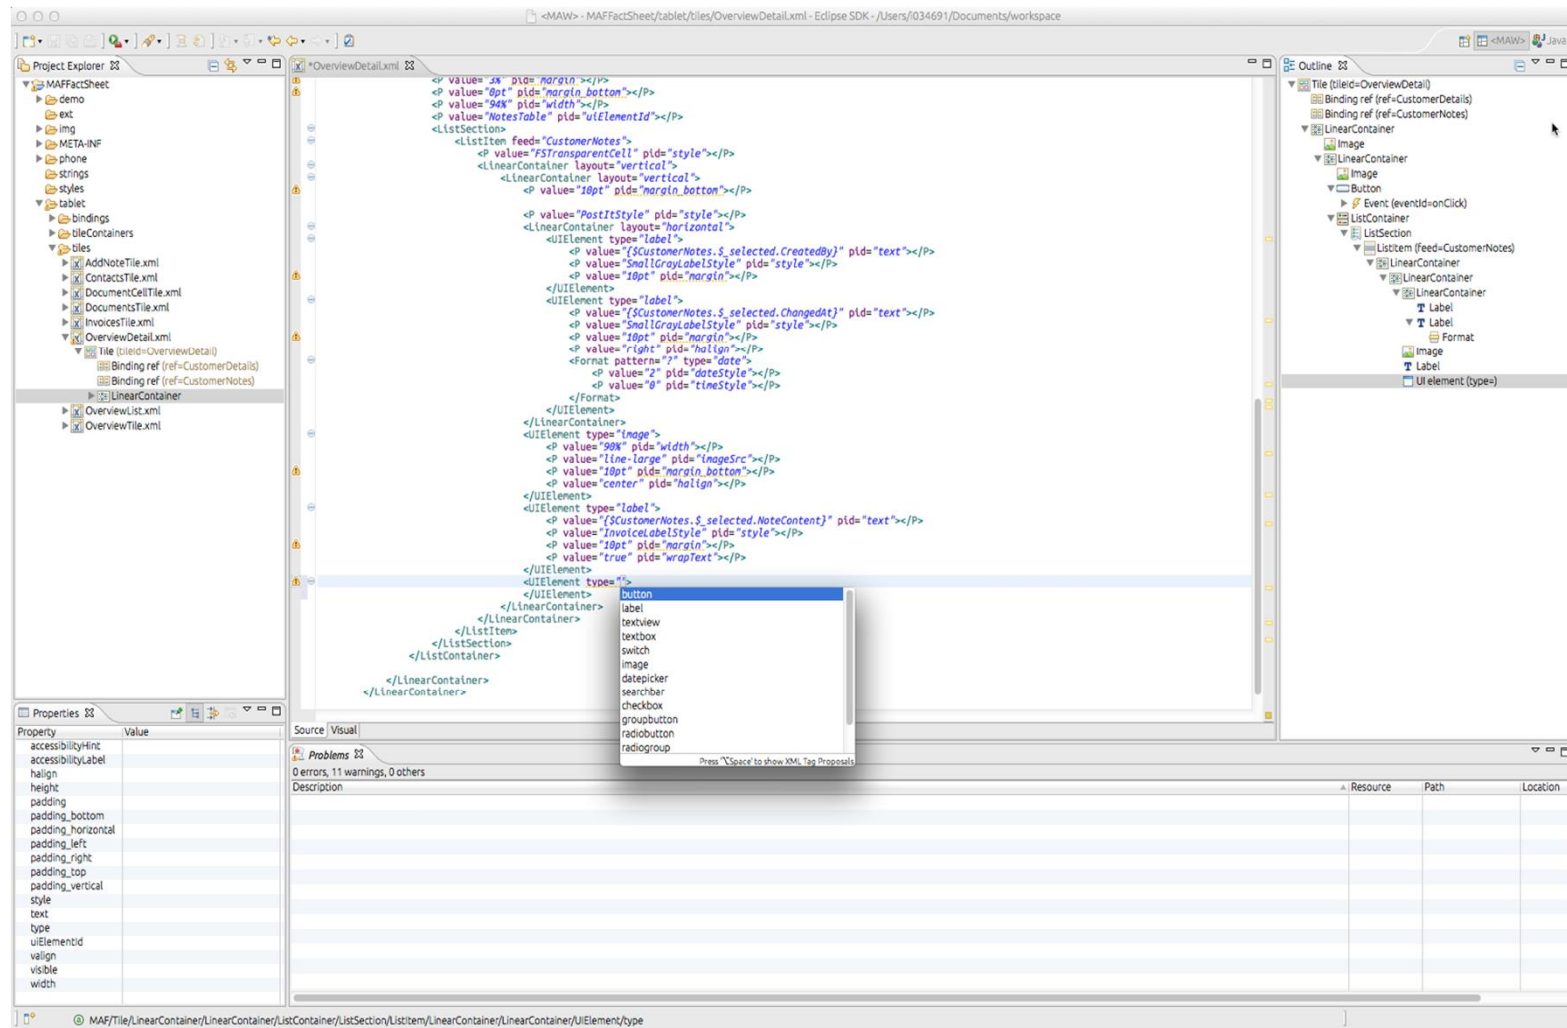 <MAW> - MAFFactSheet/tablet/tiles/OverviewDetail.xml - Eclipse SDK - /Users/i034691/Documents/workspace
<MAW> Java
Project Explorer
MAFFactSheet
demo
ext
img
META-INF
phone
strings
styles
tablet
bindings
tileContainers
tiles
AddNoteTile.xml
ContactsTile.xml
DocumentCellTile.xml
DocumentsTile.xml
InvoicesTile.xml
OverviewDetail.xml
Tile (tileId=OverviewDetail)
Binding ref (ref=CustomerDetails)
Binding ref (ref=CustomerNotes)
LinearContainer
OverviewList.xml
OverviewTile.xml
*OverviewDetail.xml
<P value="3%" pid="margin"></P>
<P value="0pt" pid="margin_bottom"></P>
<P value="94%" pid="width"></P>
<P value="NotesTable" pid="uiElementId"></P>
<ListSection>
<ListItem feed="CustomerNotes">
<P value="FSTransparentCell" pid="style"></P>
<LinearContainer layout="vertical">
<LinearContainer layout="vertical">
<P value="10pt" pid="margin_bottom"></P>
<P value="PostItStyle" pid="style"></P>
<LinearContainer layout="horizontal">
<UIElement type="label">
<P value="{$CustomerNotes.$_selected.CreatedBy}" pid="text"></P>
<P value="SmallGrayLabelStyle" pid="style"></P>
<P value="10pt" pid="margin"></P>
</UIElement>
<UIElement type="label">
<P value="{$CustomerNotes.$_selected.ChangedAt}" pid="text"></P>
<P value="SmallGrayLabelStyle" pid="style"></P>
<P value="10pt" pid="margin"></P>
<P value="right" pid="halign"></P>
<Format pattern="?" type="date">
<P value="2" pid="dateStyle"></P>
<P value="0" pid="timeStyle"></P>
</Format>
</UIElement>
</LinearContainer>
<UIElement type="image">
<P value="90%" pid="width"></P>
<P value="line-large" pid="imageSrc"></P>
<P value="10pt" pid="margin_bottom"></P>
<P value="center" pid="halign"></P>
</UIElement>
<UIElement type="label">
<P value="{$CustomerNotes.$_selected.NoteContent}" pid="text"></P>
<P value="InvoiceLabelStyle" pid="style"></P>
<P value="10pt" pid="margin"></P>
<P value="true" pid="wrapText"></P>
</UIElement>
<UIElement type="">
</UIElement>
</LinearContainer>
</LinearContainer>
</ListItem>
</ListSection>
</ListContainer>
</LinearContainer>
</LinearContainer>
button
label
textview
textbox
switch
image
datepicker
searchbar
checkbox
groupbutton
radiobutton
radiogroup
Press '⌥Space' to show XML Tag Proposals
Source Visual
Outline
Tile (tileId=OverviewDetail)
Binding ref (ref=CustomerDetails)
Binding ref (ref=CustomerNotes)
LinearContainer
Image
LinearContainer
Image
Button
Event (eventId=onClick)
ListContainer
ListSection
ListItem (feed=CustomerNotes)
LinearContainer
LinearContainer
LinearContainer
Label
Label
Format
Image
Label
UI element (type=)
Properties
Property Value
accessibilityHint
accessibilityLabel
halign
height
padding
padding_bottom
padding_horizontal
padding_left
padding_right
padding_top
padding_vertical
style
text
type
uiElementId
valign
visible
width
Problems
0 errors, 11 warnings, 0 others
Description Resource Path Location
MAF/Tile/LinearContainer/LinearContainer/ListContainer/ListSection/ListItem/LinearContainer/LinearContainer/UIElement/type